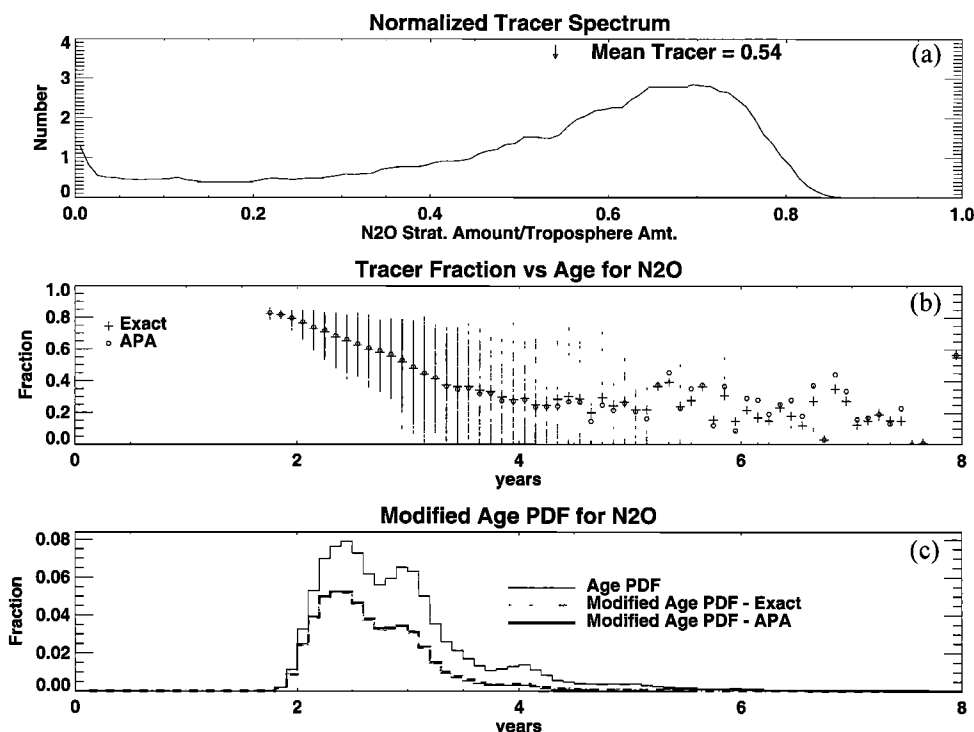 Normalized Tracer Spectrum
(a)
Mean Tracer = 0.54
Number
4
3
2
1
0
0.0 0.2 0.4 0.6 0.8 1.0
N2O Strat. Amount/Troposphere Amt.
Tracer Fraction vs Age for N2O
(b)
Exact
APA
Fraction
1.0
0.8
0.6
0.4
0.2
0.0
0 2 4 6 8
years
Modified Age PDF for N2O
(c)
Age PDF
Modified Age PDF - Exact
Modified Age PDF - APA
Fraction
0.08
0.06
0.04
0.02
0.00
0 2 4 6 8
years